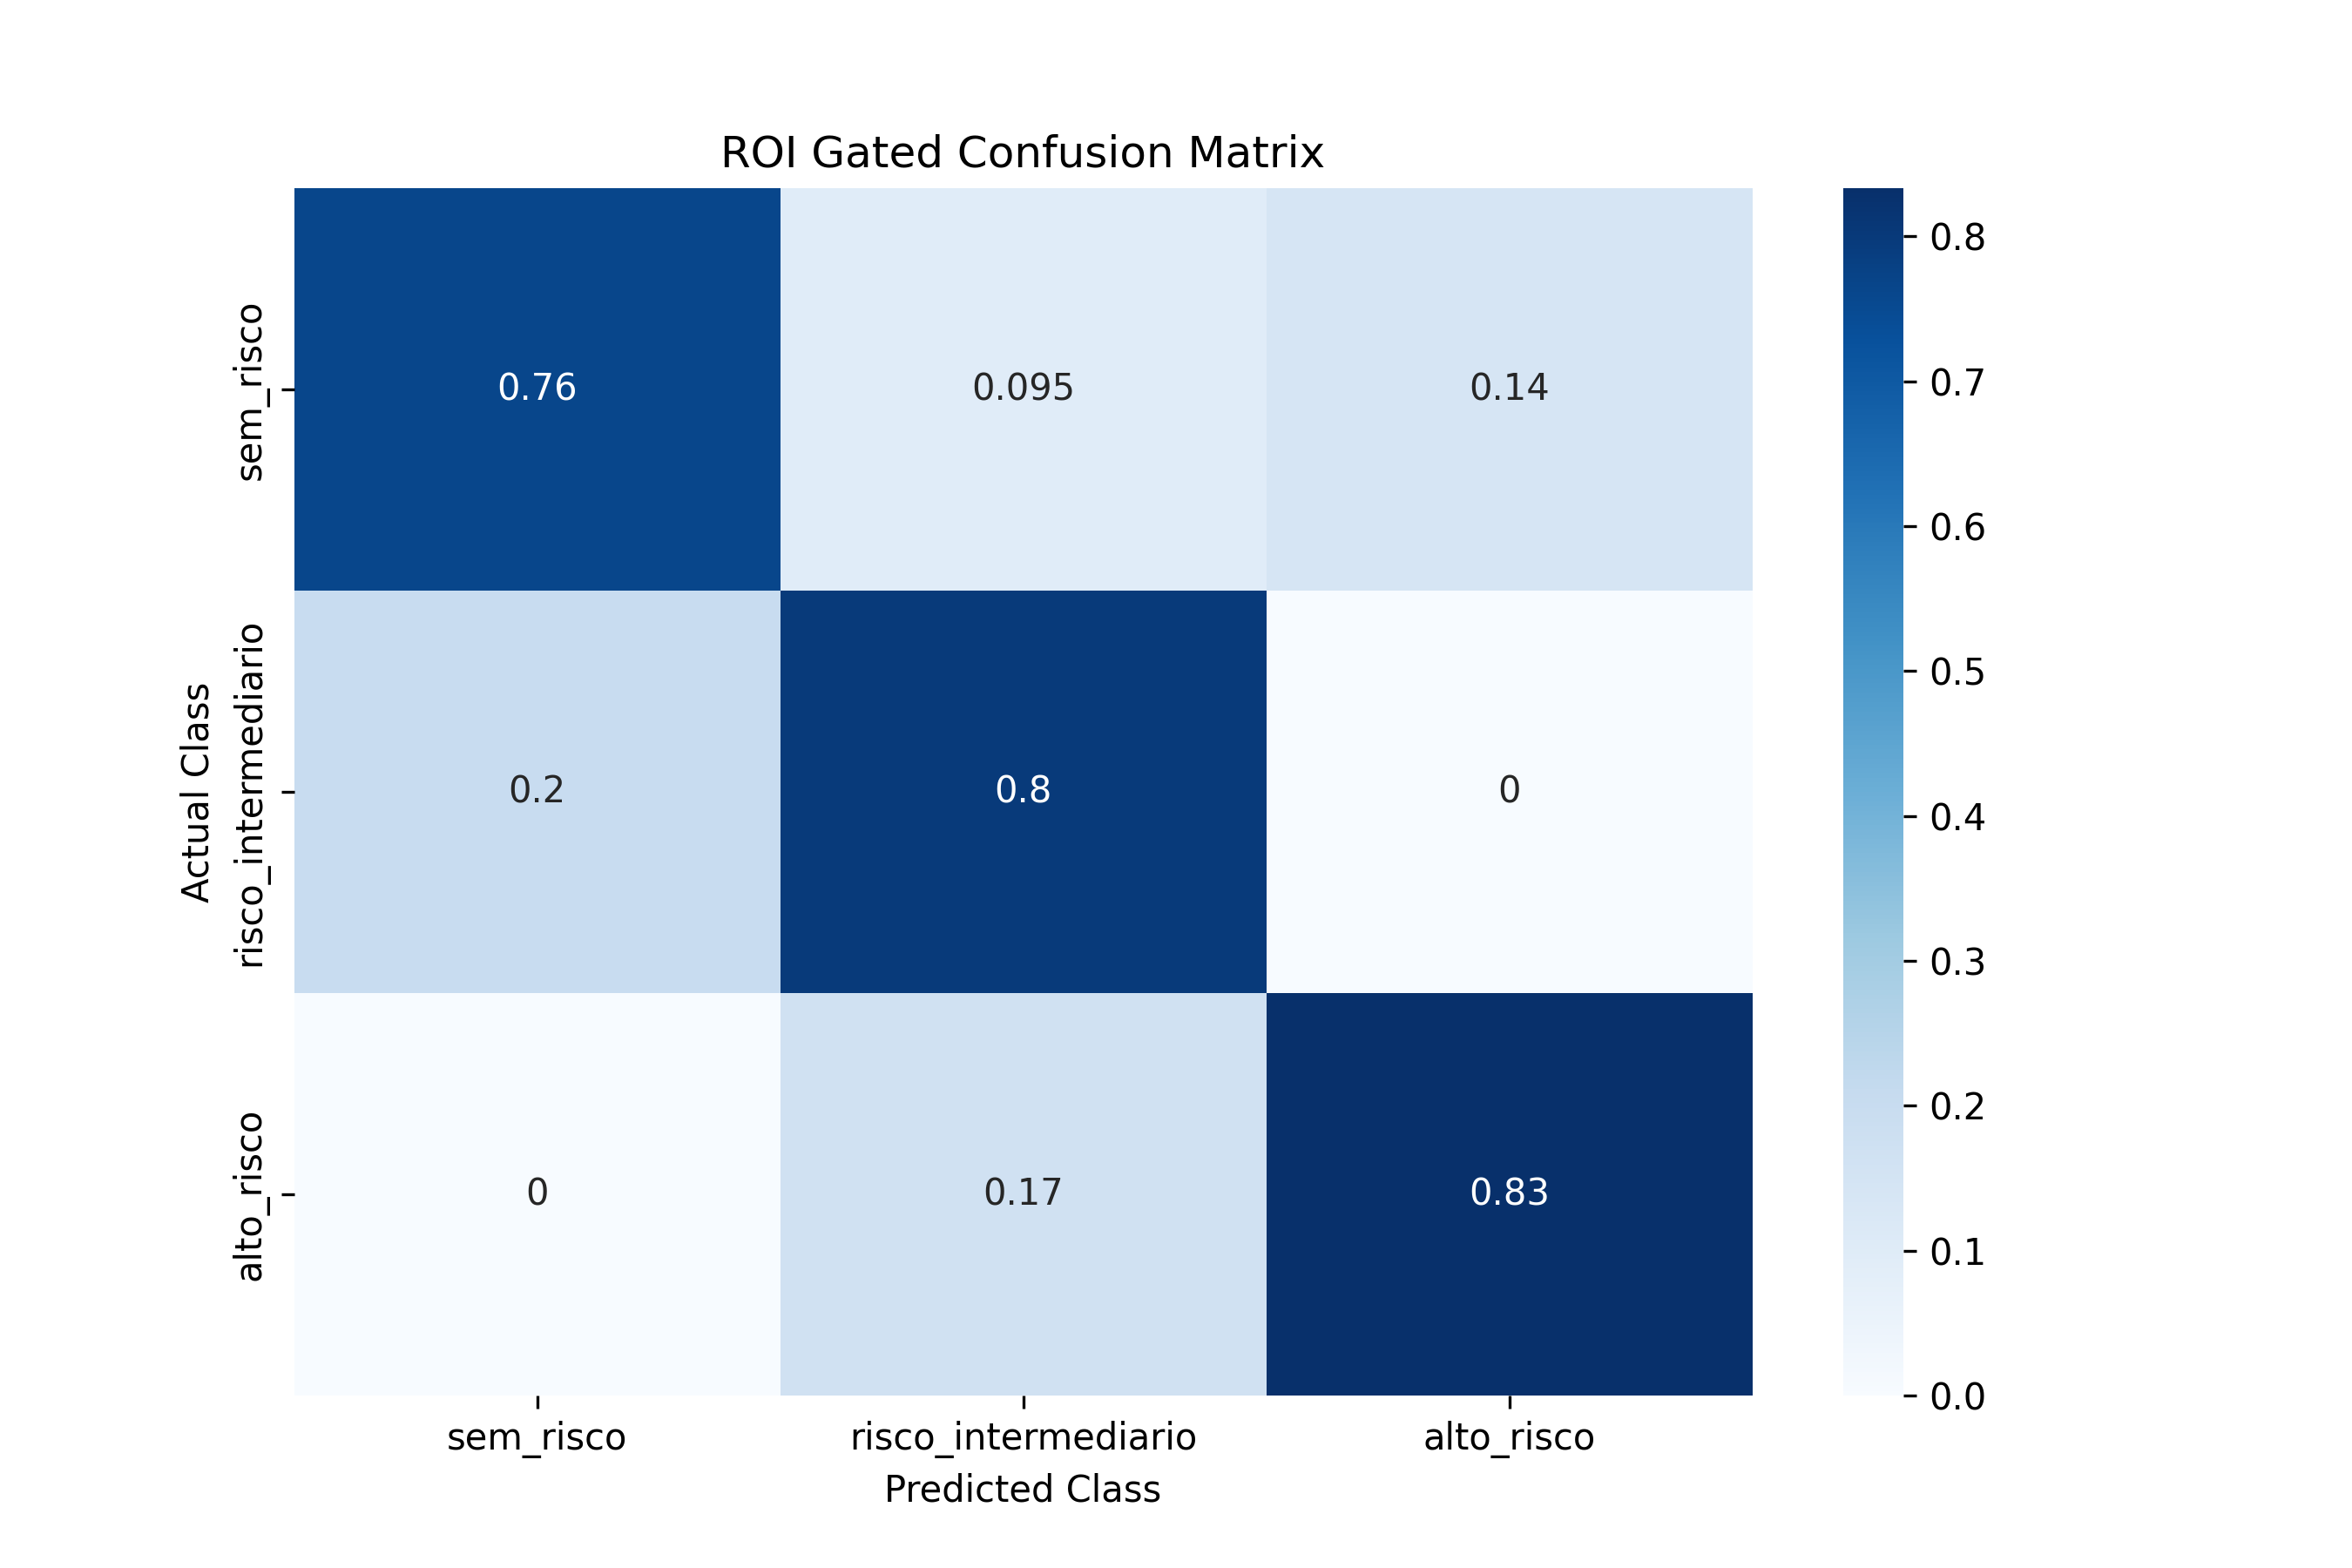 ROI Gated Confusion Matrix
Actual Class
sem_risco
0.76 0.095 0.14
risco_intermediario
0.2 0.8 0
alto_risco
0 0.17 0.83
sem_risco risco_intermediario alto_risco
Predicted Class
0.8
0.7
0.6
0.5
0.4
0.3
0.2
0.1
0.0